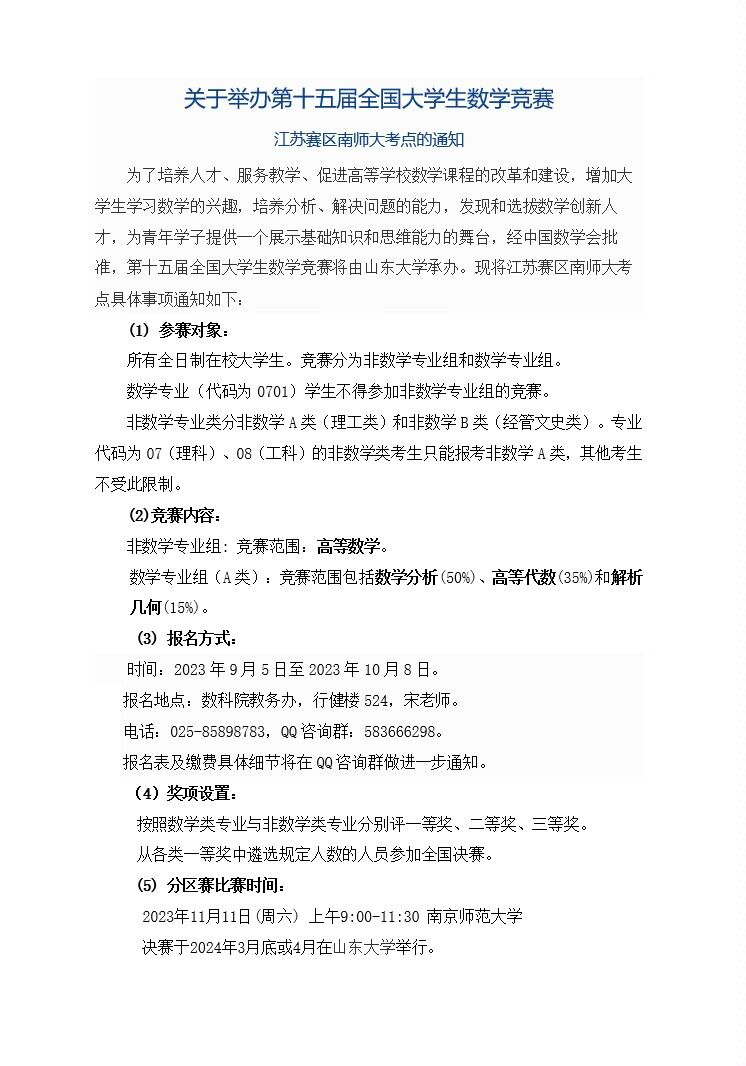 关于举办第十五届全国大学生数学竞赛
江苏赛区南师大考点的通知
为了培养人才、服务教学、促进高等学校数学课程的改革和建设，增加大
学生学习数学的兴趣，培养分析、解决问题的能力，发现和选拔数学创新人
才，为青年学子提供一个展示基础知识和思维能力的舞台，经中国数学会批
准，第十五届全国大学生数学竞赛将由山东大学承办。现将江苏赛区南师大考
点具体事项通知如下：
(1) 参赛对象：
所有全日制在校大学生。竞赛分为非数学专业组和数学专业组。
数学专业（代码为 0701）学生不得参加非数学专业组的竞赛。
非数学专业类分非数学 A 类（理工类）和非数学 B 类（经管文史类）。专业
代码为 07（理科）、08（工科）的非数学类考生只能报考非数学 A 类，其他考生
不受此限制。
(2)竞赛内容：
非数学专业组: 竞赛范围：高等数学。
数学专业组（A 类）: 竞赛范围包括数学分析(50%)、高等代数(35%)和解析
几何(15%)。
(3) 报名方式：
时间：2023 年 9 月 5 日至 2023 年 10 月 8 日。
报名地点：数科院教务办，行健楼 524，宋老师。
电话：025-85898783，QQ 咨询群：583666298。
报名表及缴费具体细节将在 QQ 咨询群做进一步通知。
（4）奖项设置：
按照数学类专业与非数学类专业分别评一等奖、二等奖、三等奖。
从各类一等奖中遴选规定人数的人员参加全国决赛。
(5) 分区赛比赛时间：
2023年11月11日(周六) 上午9:00-11:30 南京师范大学
决赛于2024年3月底或4月在山东大学举行。